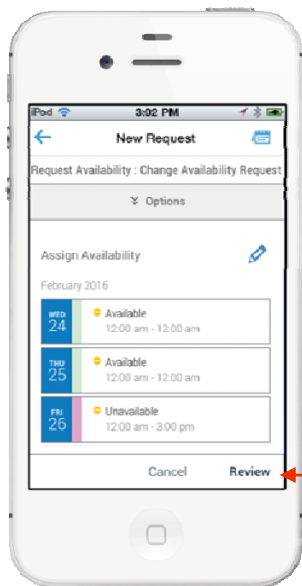 iPod 3:02 PM
New Request
Request Availability : Change Availability Request
Options
Assign Availability
February 2016
WED 24 Available
12:00 am - 12:00 am
THU 25 Available
12:00 am - 12:00 am
FRI 26 Unavailable
12:00 am - 3:00 pm
Cancel Review